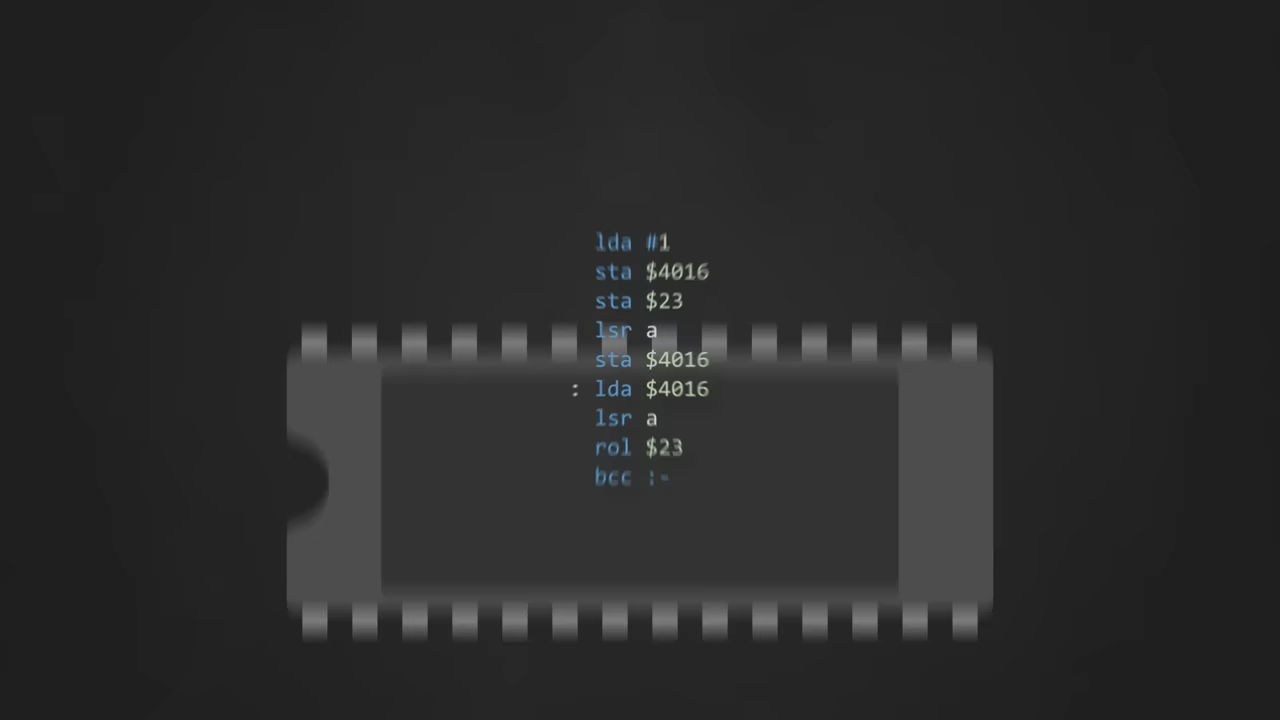 lda #1
sta $4016
sta $23
lsr a
sta $4016
: lda $4016
lsr a
rol $23
bcc :-